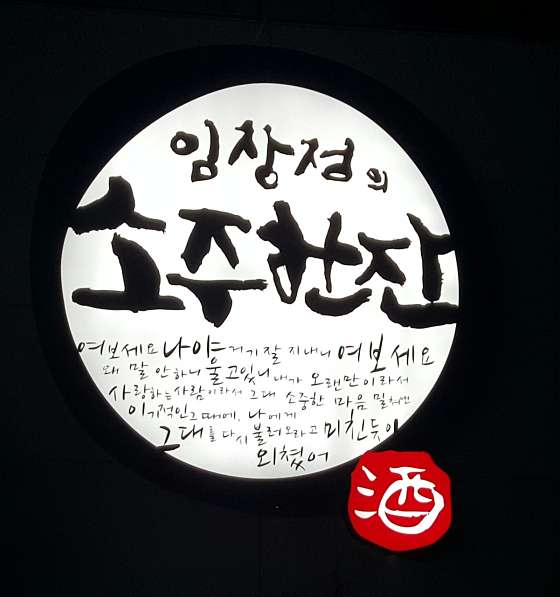 임창정의
소주한잔
여보세요 나야 거기 잘 지내니 여보세요
왜 말 안하니 울고있니 내가 오랜만이라서
사랑하는 사람이라서 그대 소중한 마음 밀쳐낸
이기적인 그때에, 나에게
그대를 다시 불러오라고 미친듯이
외쳤어
酒